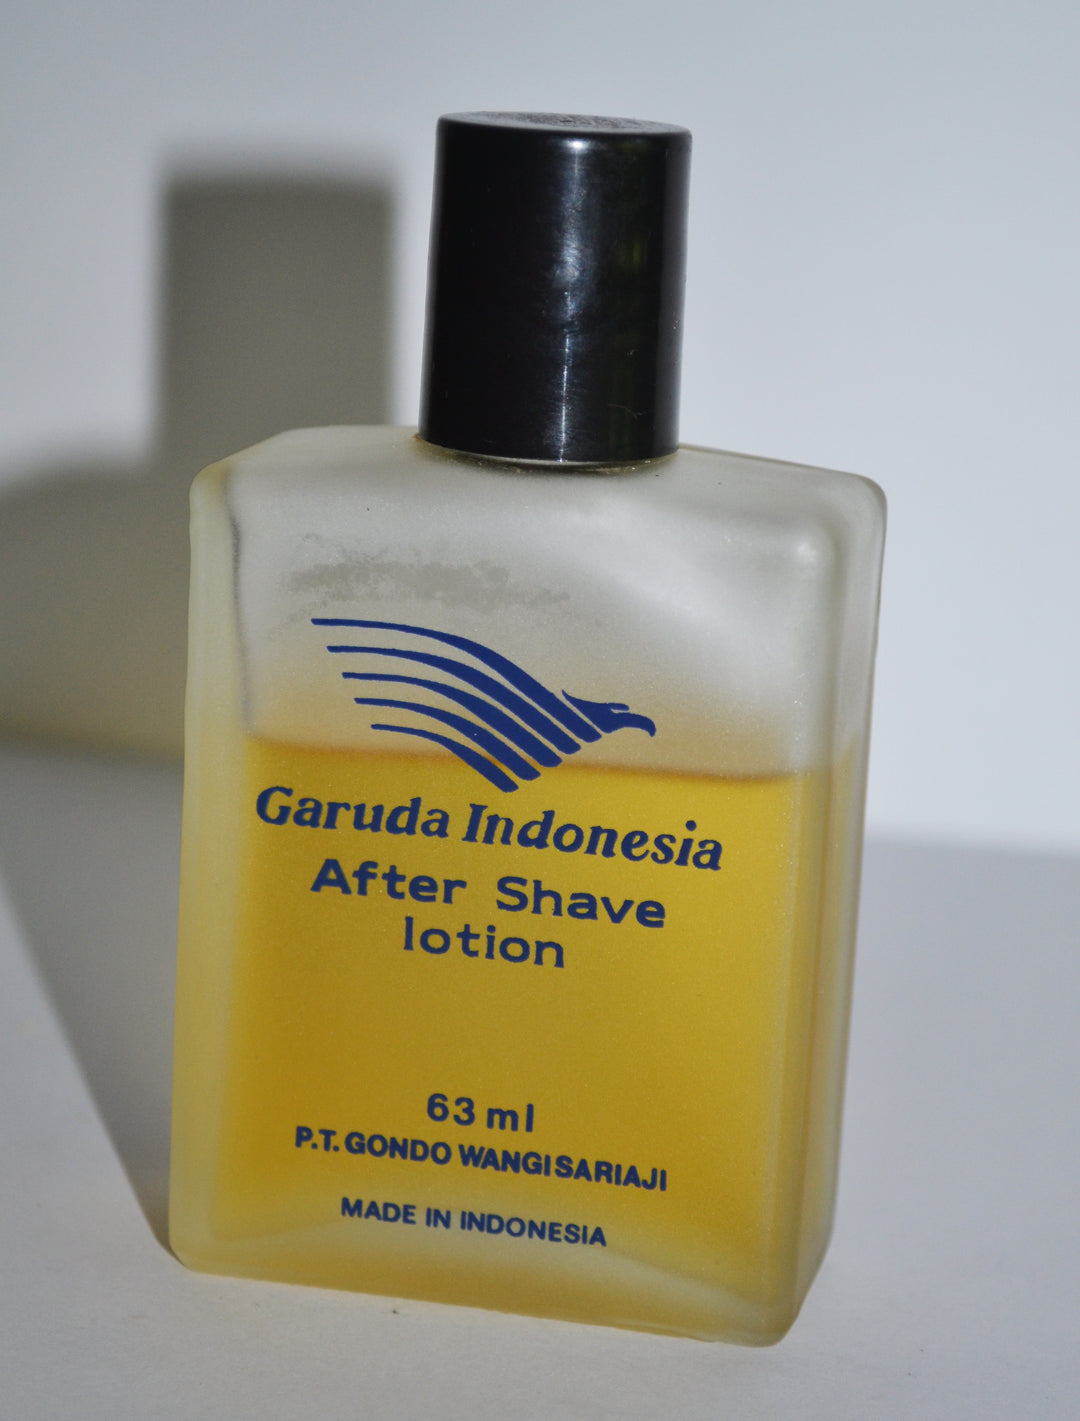 Garuda Indonesia
After Shave
lotion
63 ml
P.T. GONDO WANGI SARIAJI
MADE IN INDONESIA